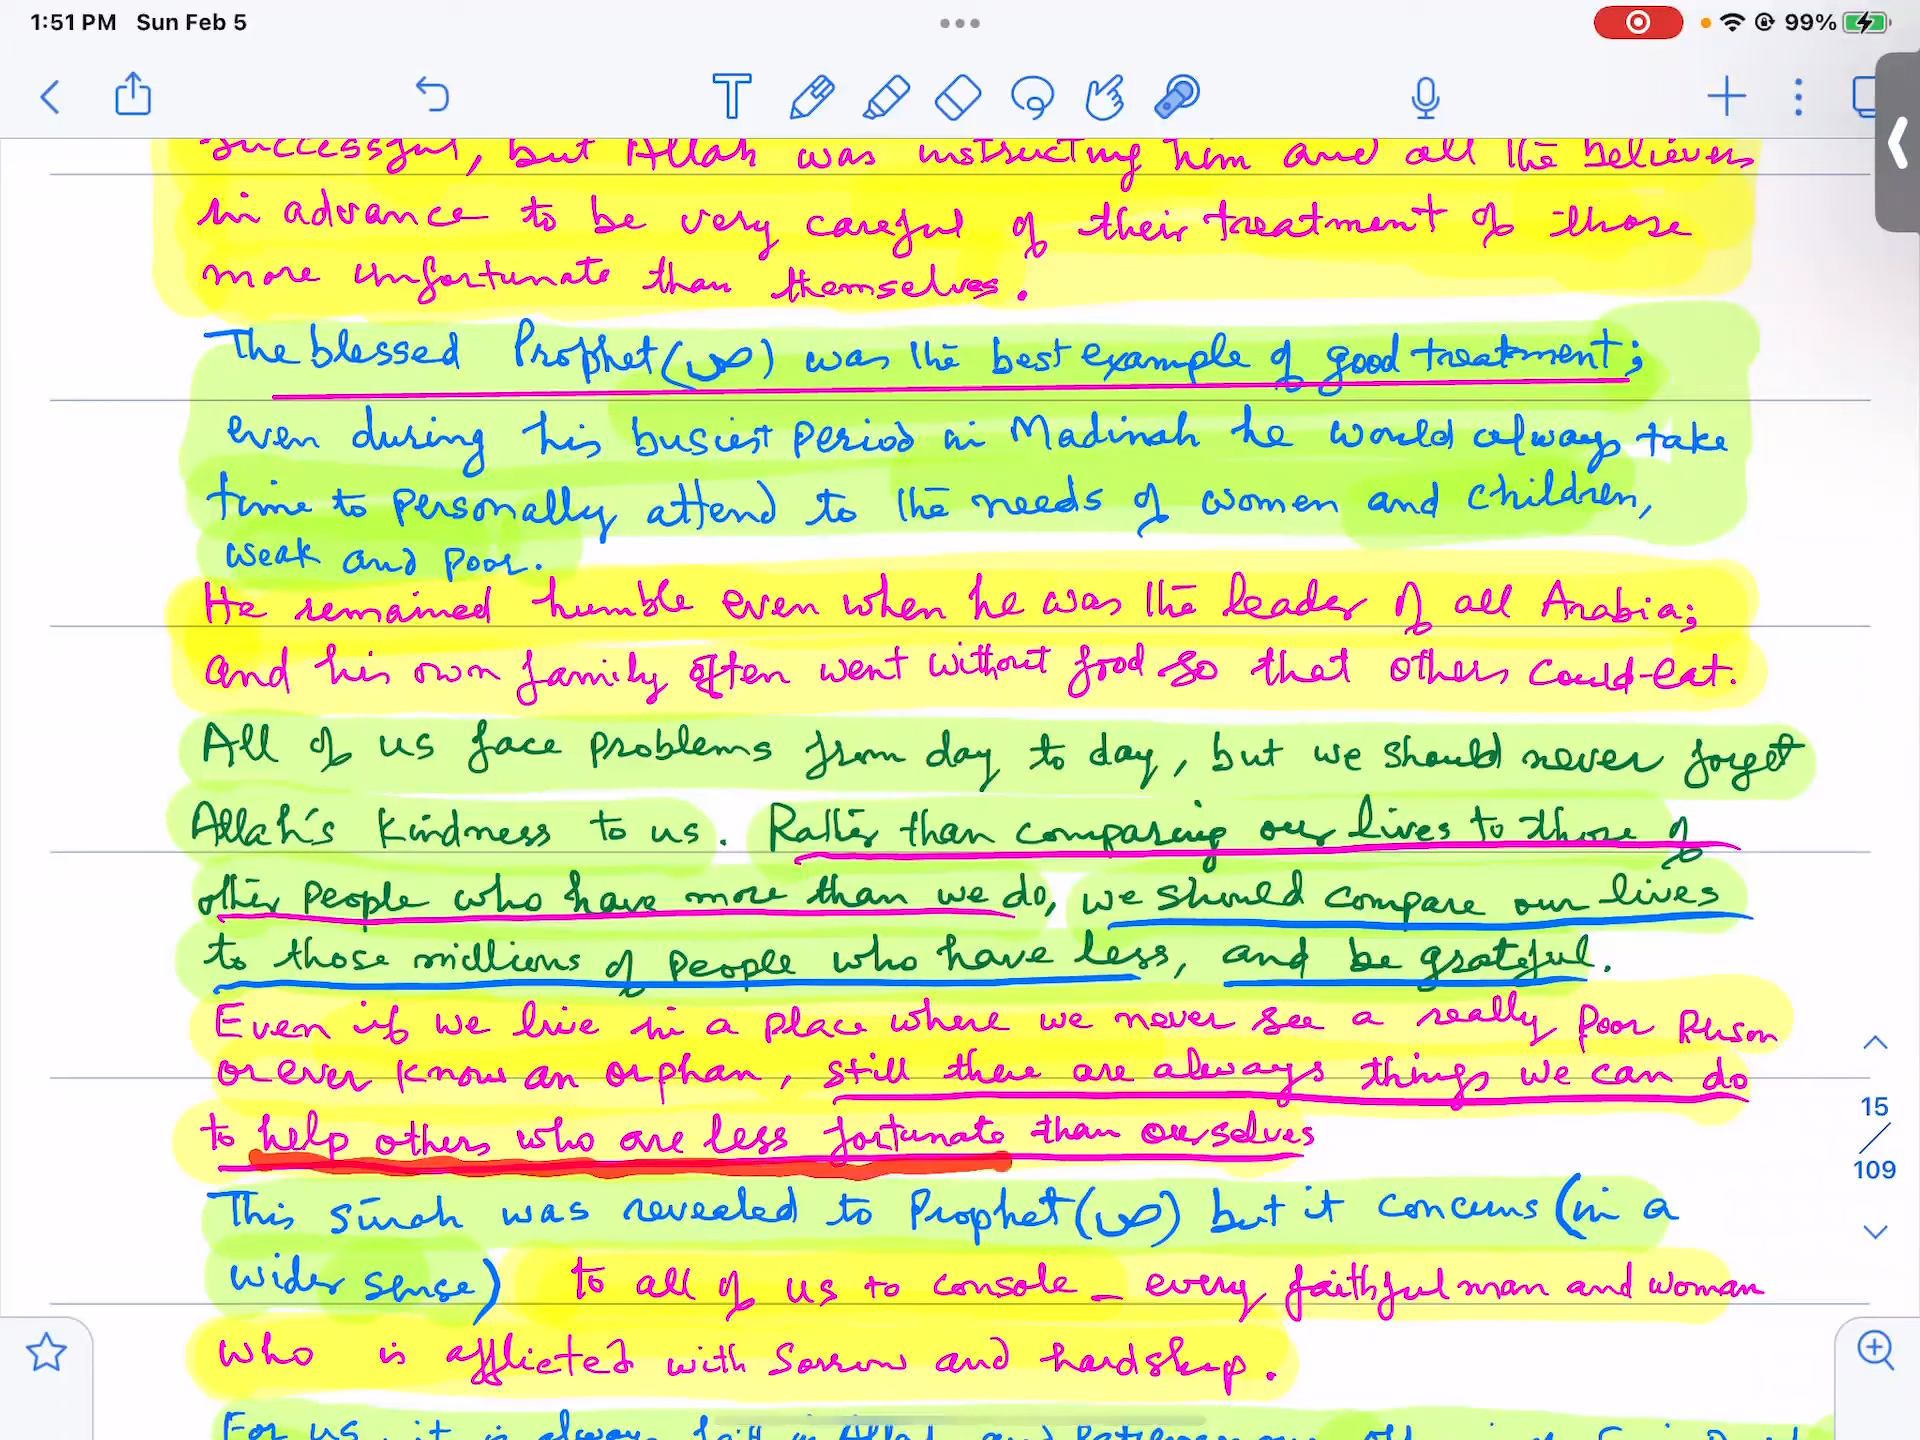 1:51 PM Sun Feb 5
99%
successful, but Allah was instructing him and all the believers
in advance to be very careful of their treatment of those
more unfortunate than themselves.
The blessed Prophet (ص) was the best example of good treatment;
even during his busiest period in Madinah he would always take
time to personally attend to the needs of women and children,
weak and poor.
He remained humble even when he was the leader of all Arabia;
and his own family often went without food so that others could eat.
All of us face problems from day to day, but we should never forget
Allah's kindness to us. Rather than comparing our lives to those of
other people who have more than we do, we should compare our lives
to those millions of people who have less, and be grateful.
Even if we live in a place where we never see a really poor person
or ever know an orphan, still there are always things we can do
15
to help others who are less fortunate than ourselves
109
This sūrah was revealed to Prophet (ص) but it concerns (in a
wider sense) to all of us to console – every faithful man and woman
who is afflicted with sorrow and hardship.
For us, it is always faith in Allah and